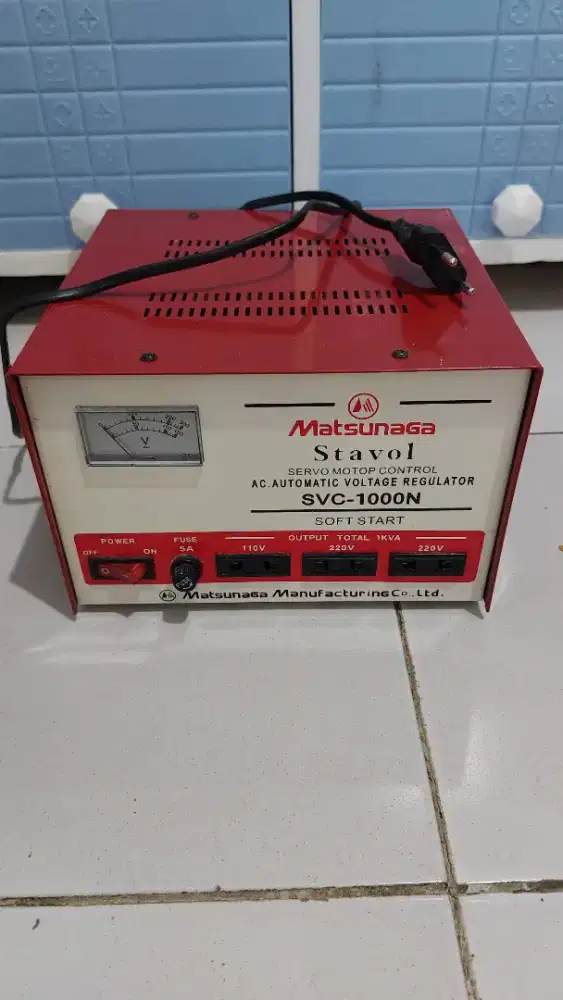 Matsunaga
Stavol
SERVO MOTOP CONTROL
AC.AUTOMATIC VOLTAGE REGULATOR
SVC-1000N
SOFT START
V
POWER
OFF
ON
FUSE
5A
OUTPUT TOTAL 1KVA
110V
220V
220V
Matsunaga Manufacturing Co., Ltd.